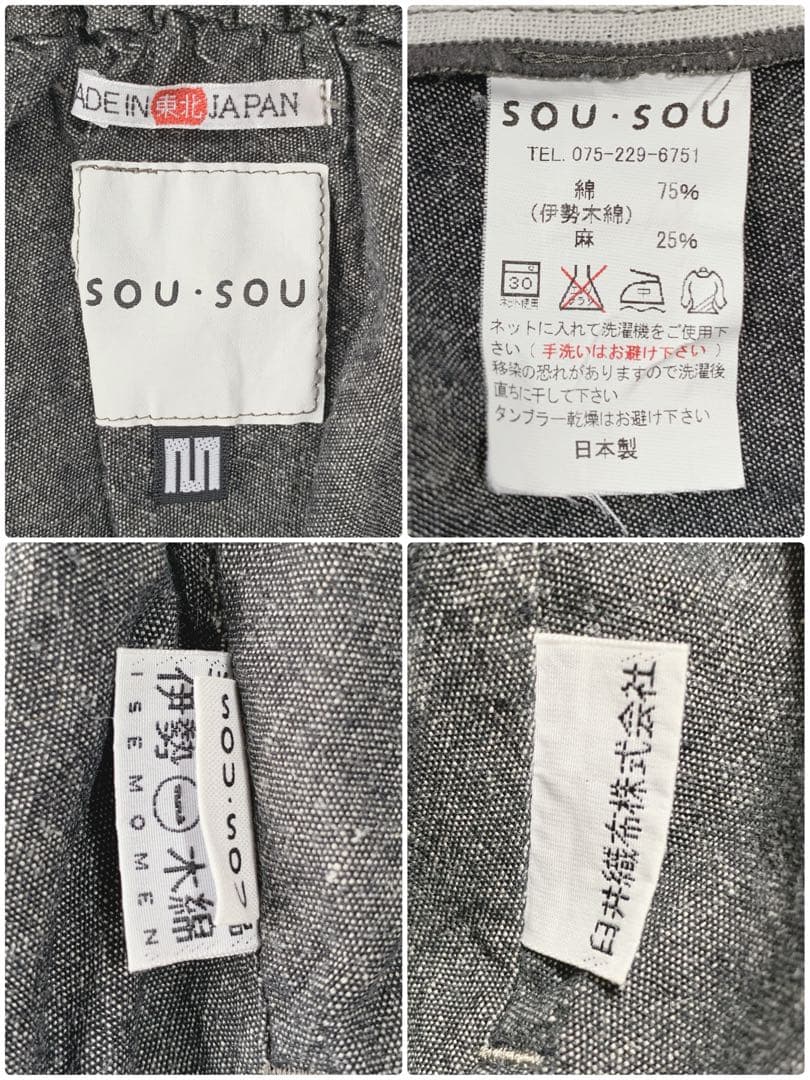 ADE IN 東北 JAPAN
SOU・SOU
SOU・SOU
TEL. 075-229-6751
綿 75%
(伊勢木綿)
麻 25%
30
ネット使用
ネットに入れて洗濯機をご使用下
さい(手洗いはお避け下さい)
移染の恐れがありますので洗濯後
直ちに干して下さい
タンブラー乾燥はお避け下さい
日本製
伊勢木綿
ISEMOMEN
SOU・SOU
臼井織布株式会社